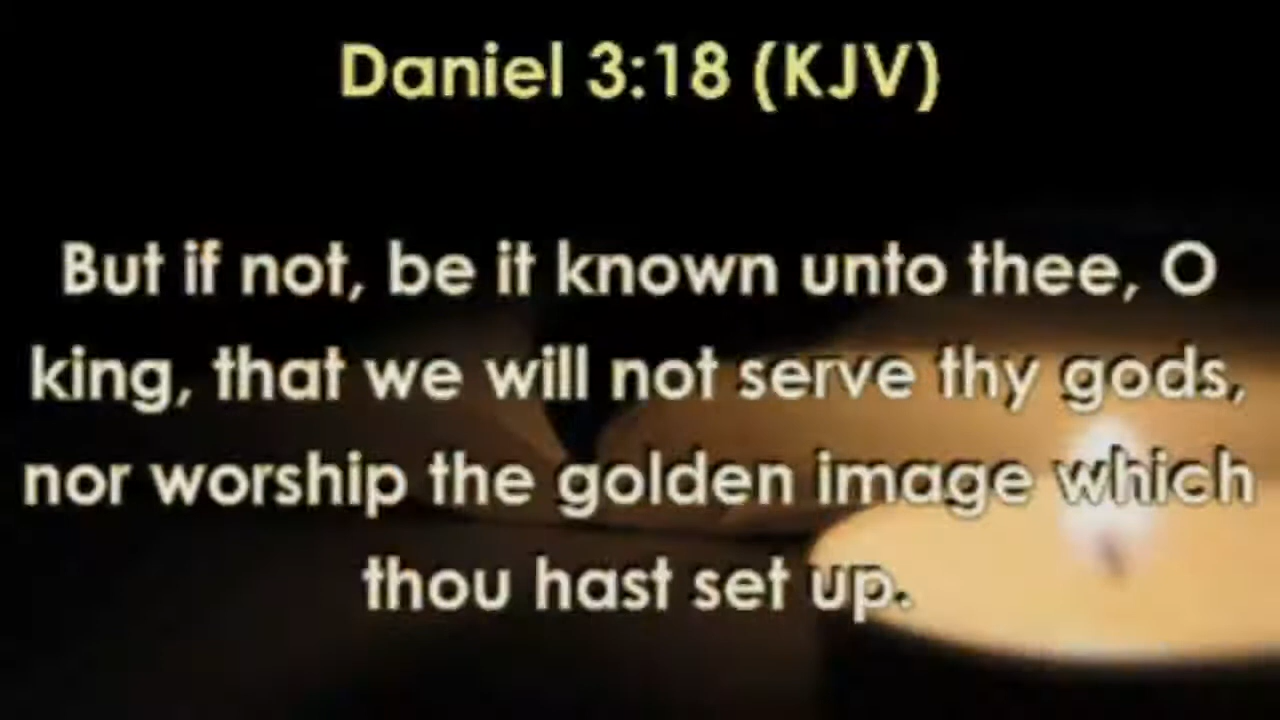 Daniel 3:18 (KJV)
But if not, be it known unto thee, O
king, that we will not serve thy gods,
nor worship the golden image which
thou hast set up.